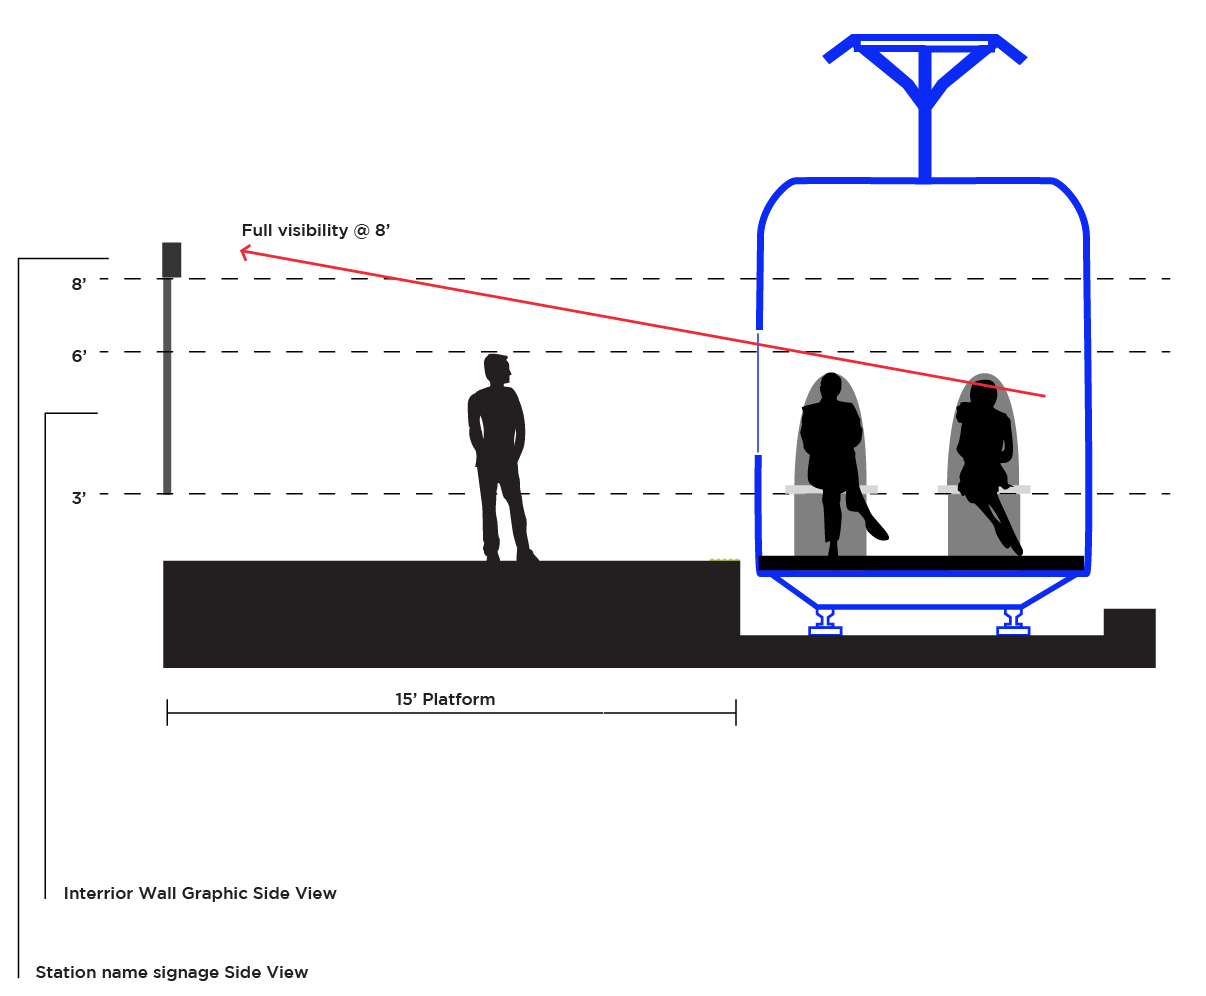 Full visibility @ 8’
8’
6’
3’
15’ Platform
Interrior Wall Graphic Side View
Station name signage Side View